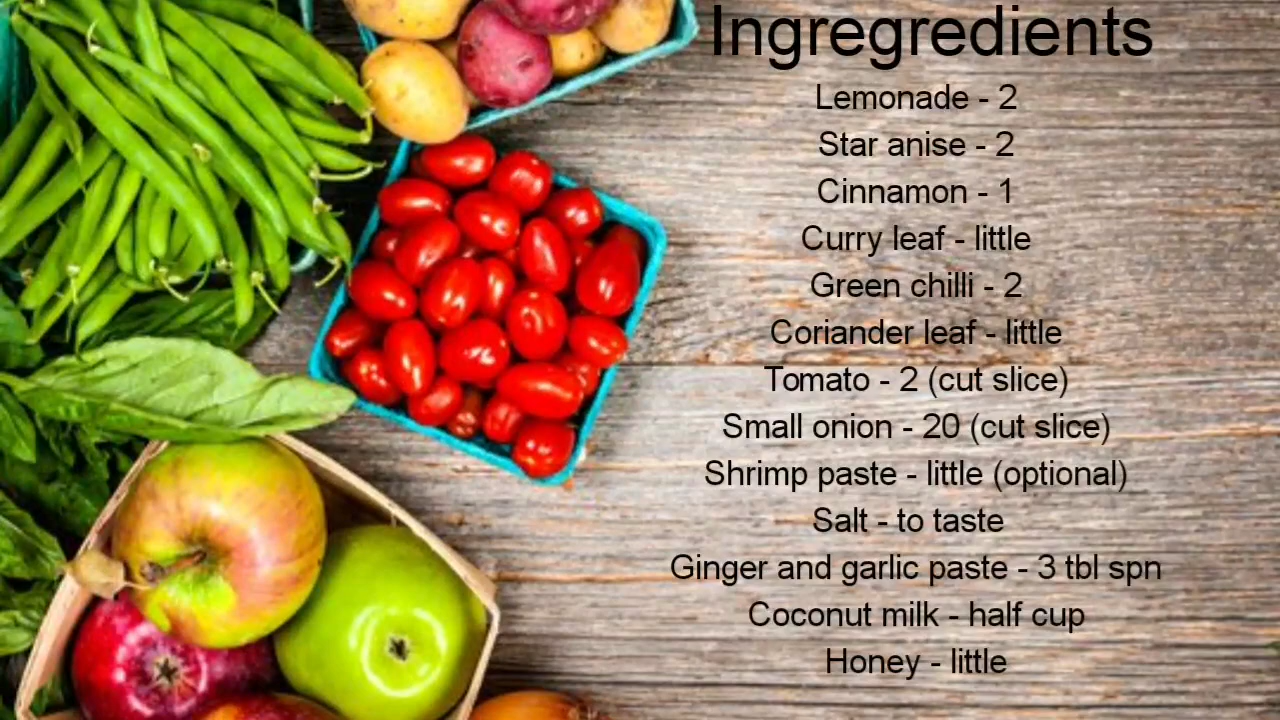 Ingregredients
Lemonade - 2
Star anise - 2
Cinnamon - 1
Curry leaf - little
Green chilli - 2
Coriander leaf - little
Tomato - 2 (cut slice)
Small onion - 20 (cut slice)
Shrimp paste - little (optional)
Salt - to taste
Ginger and garlic paste - 3 tbl spn
Coconut milk - half cup
Honey - little